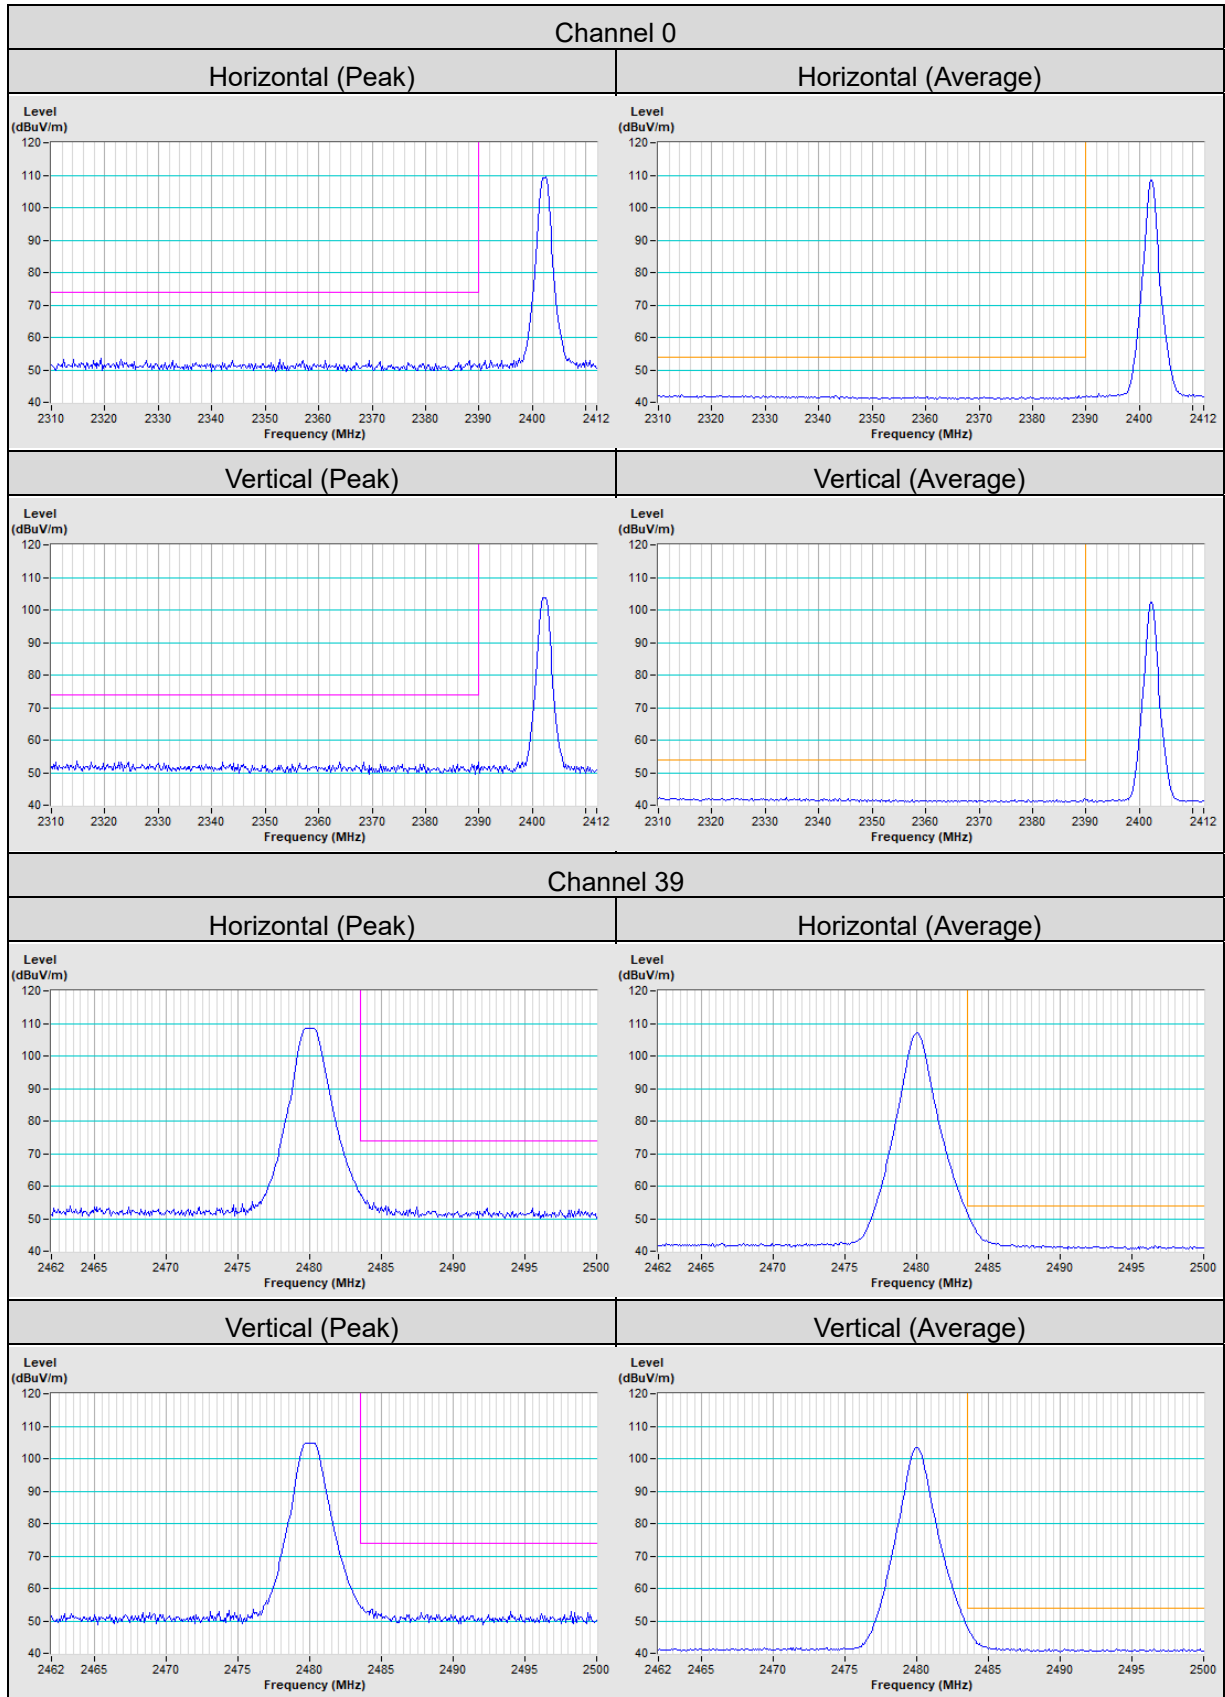 Channel 0
Horizontal (Peak) Horizontal (Average)
Level Level
(dBuV/m) (dBuV/m)
120 120
110 110
100 100
90 90
80 80
70 70
60 60
50 50
40 40
2310 2320 2330 2340 2350 2360 2370 2380 2390 2400 2412 2310 2320 2330 2340 2350 2360 2370 2380 2390 2400 2412
Frequency (MHz) Frequency (MHz)
Vertical (Peak) Vertical (Average)
Level Level
(dBuV/m) (dBuV/m)
120 120
110 110
100 100
90 90
80 80
70 70
60 60
50 50
40 40
2310 2320 2330 2340 2350 2360 2370 2380 2390 2400 2412 2310 2320 2330 2340 2350 2360 2370 2380 2390 2400 2412
Frequency (MHz) Frequency (MHz)
Channel 39
Horizontal (Peak) Horizontal (Average)
Level Level
(dBuV/m) (dBuV/m)
120 120
110 110
100 100
90 90
80 80
70 70
60 60
50 50
40 40
2462 2465 2470 2475 2480 2485 2490 2495 2500 2462 2465 2470 2475 2480 2485 2490 2495 2500
Frequency (MHz) Frequency (MHz)
Vertical (Peak) Vertical (Average)
Level Level
(dBuV/m) (dBuV/m)
120 120
110 110
100 100
90 90
80 80
70 70
60 60
50 50
40 40
2462 2465 2470 2475 2480 2485 2490 2495 2500 2462 2465 2470 2475 2480 2485 2490 2495 2500
Frequency (MHz) Frequency (MHz)